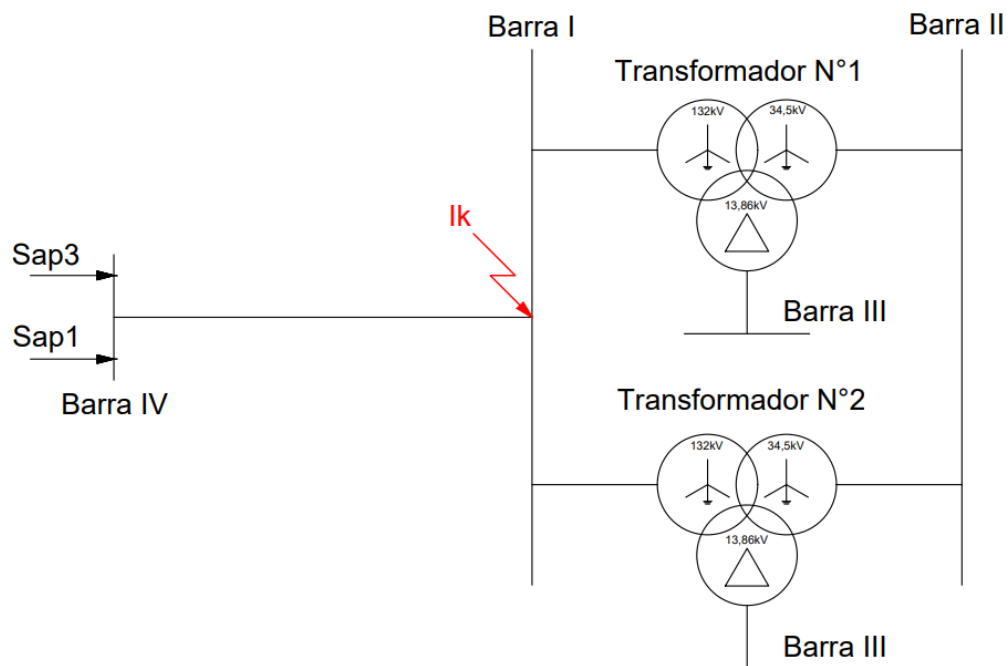 Barra I
Barra II
Transformador N°1
132kV
34,5kV
13,86kV
Ik
Sap3
Barra III
Sap1
Barra IV
Transformador N°2
132kV
34,5kV
13,86kV
Barra III